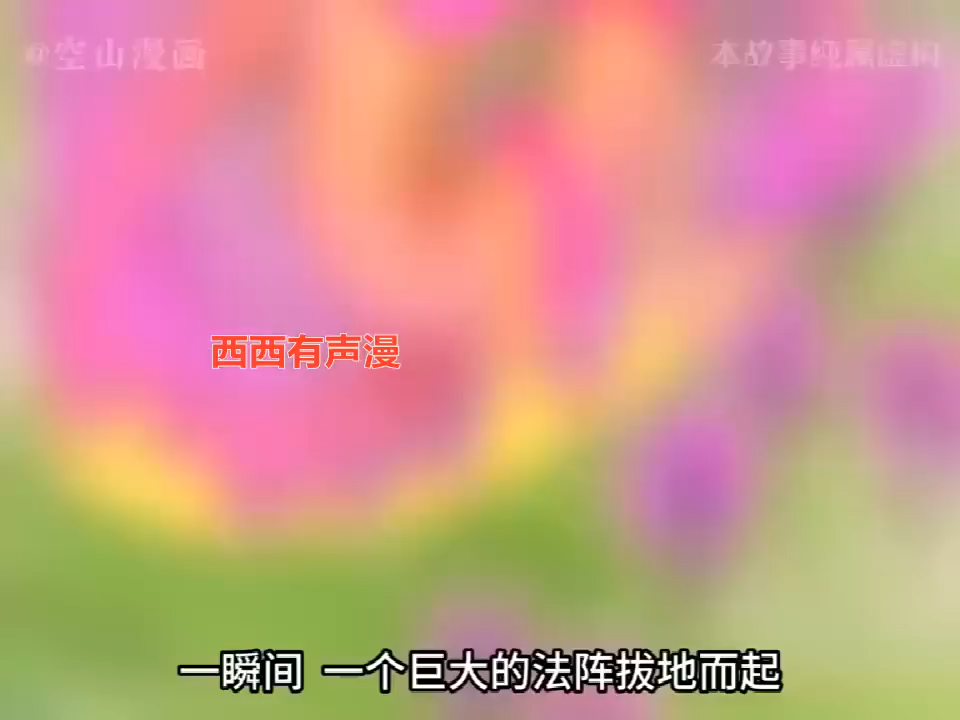 @空山漫画
本故事纯属虚构
西西有声漫
一瞬间 一个巨大的法阵拔地而起